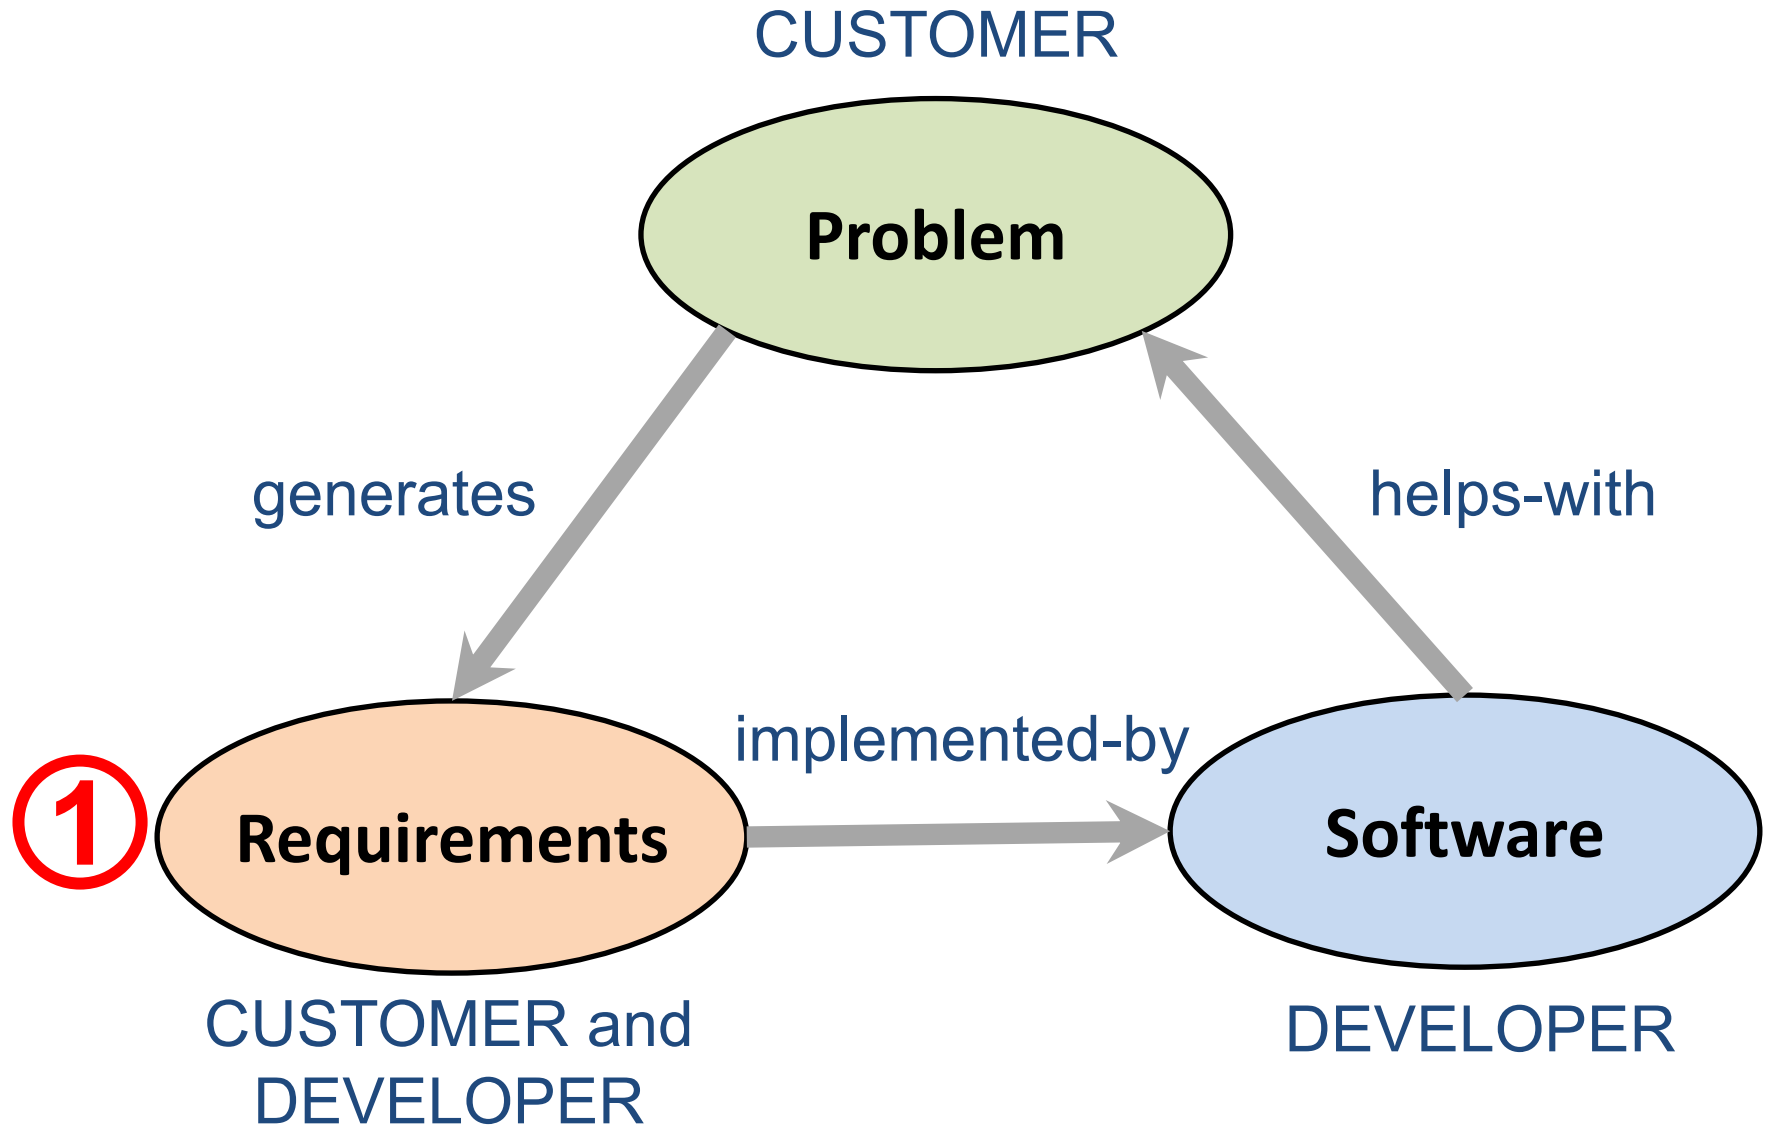 CUSTOMER
Problem
generates
helps-with
implemented-by
1
Requirements
Software
CUSTOMER and
DEVELOPER
DEVELOPER